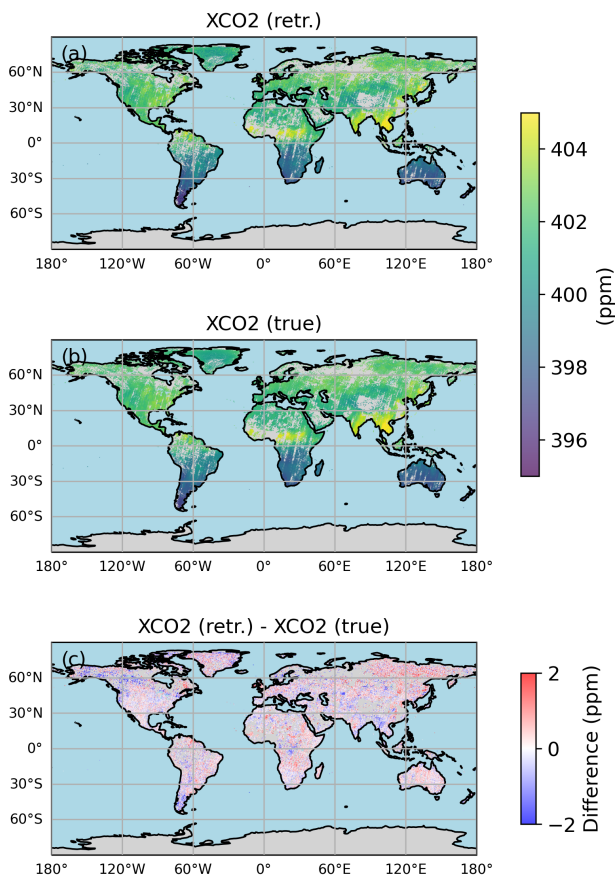 XCO2 (retr.)
(a)
60°N
30°N
0°
30°S
60°S
180° 120°W 60°W 0° 60°E 120°E 180°
XCO2 (true)
(b)
60°N
30°N
0°
30°S
60°S
180° 120°W 60°W 0° 60°E 120°E 180°
404
402
400
398
396
(ppm)
XCO2 (retr.) - XCO2 (true)
(c)
60°N
30°N
0°
30°S
60°S
180° 120°W 60°W 0° 60°E 120°E 180°
2
0
−2
Difference (ppm)